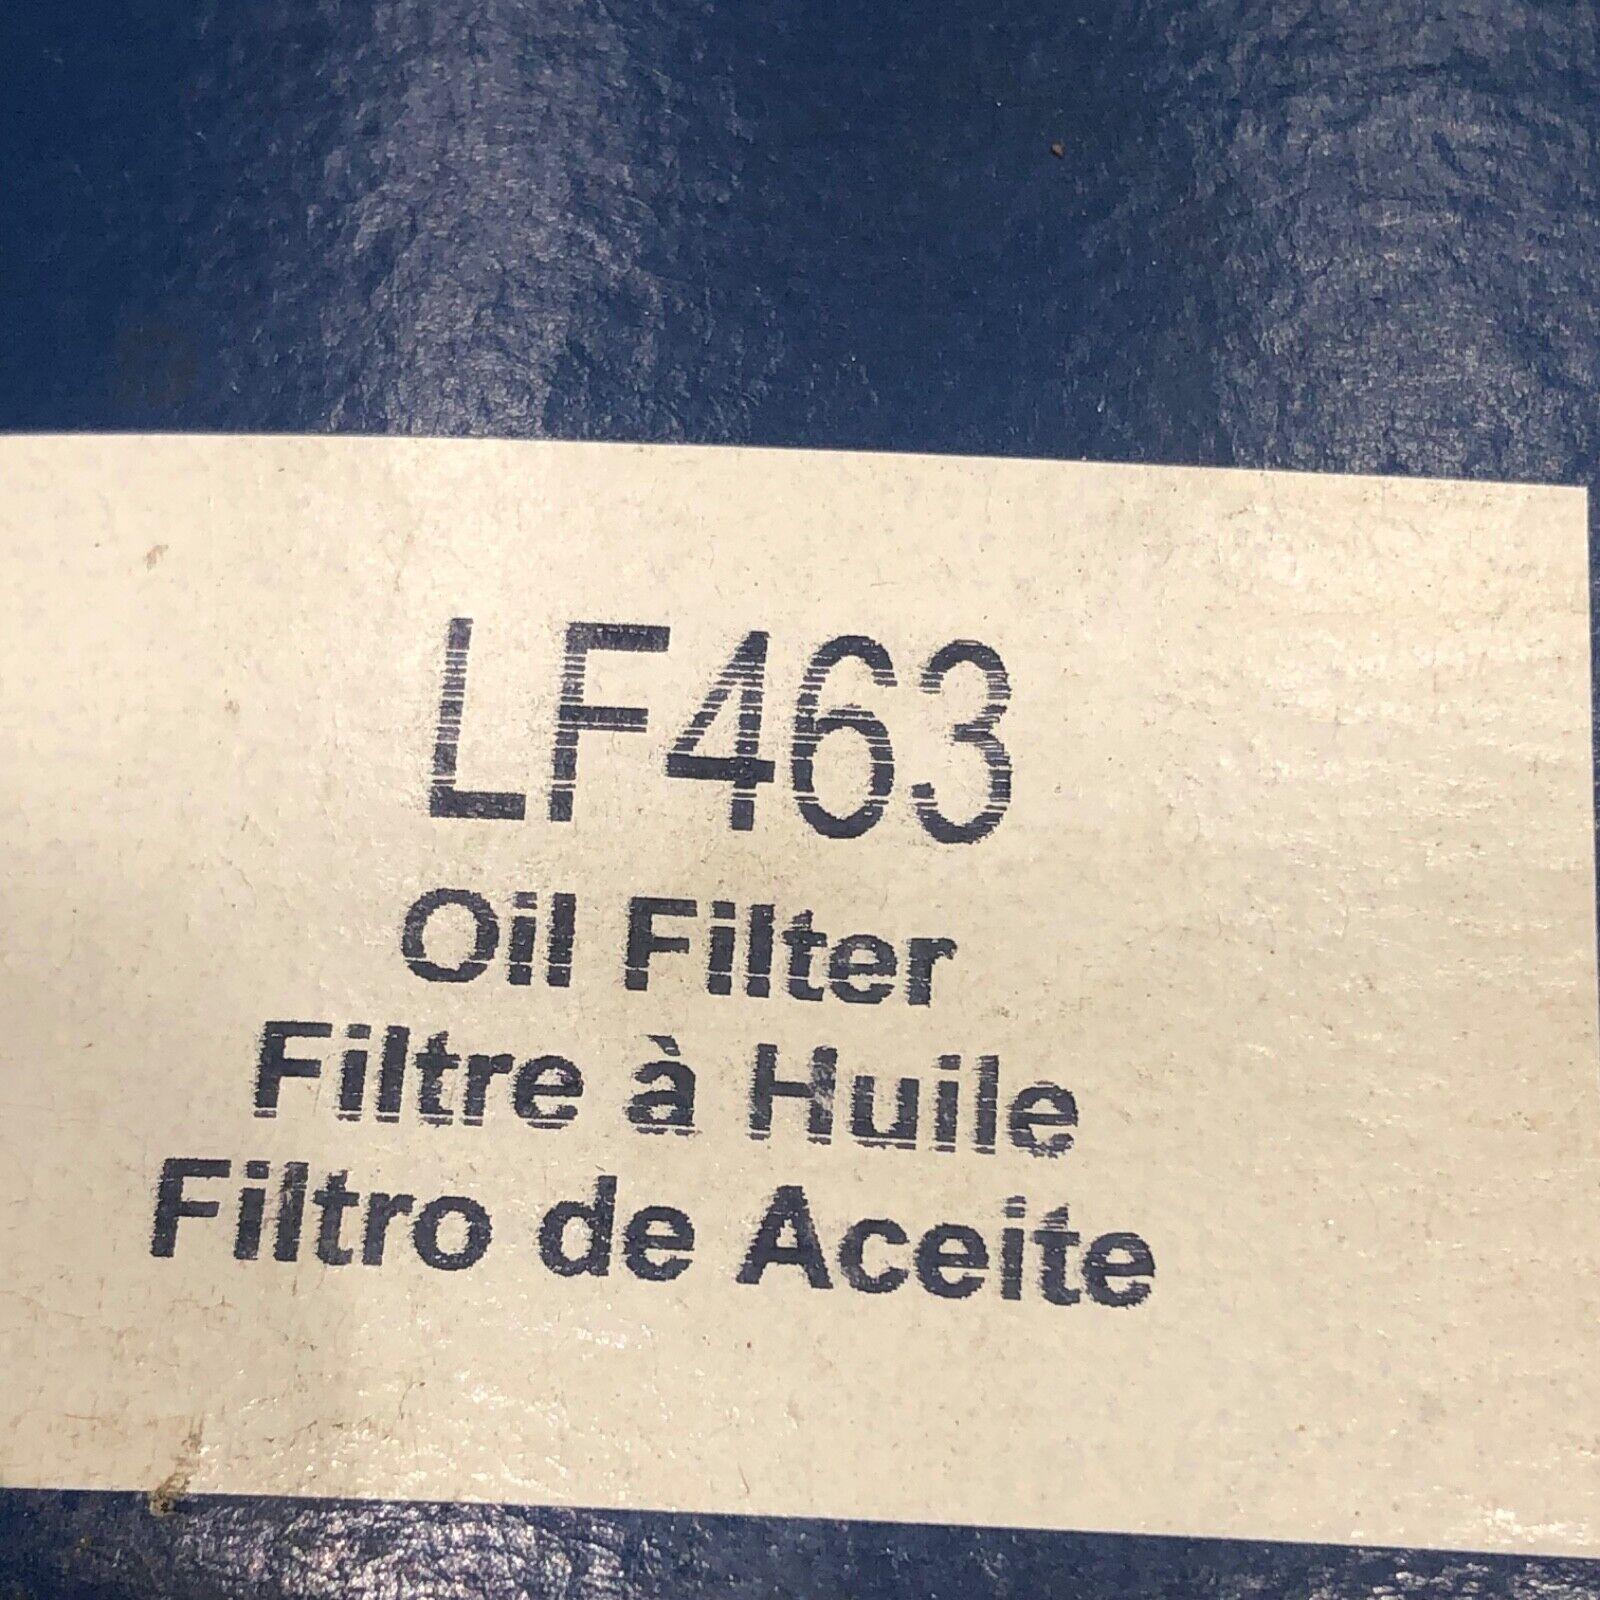 LF463
Oil Filter
Filtre à Huile
Filtro de Aceite